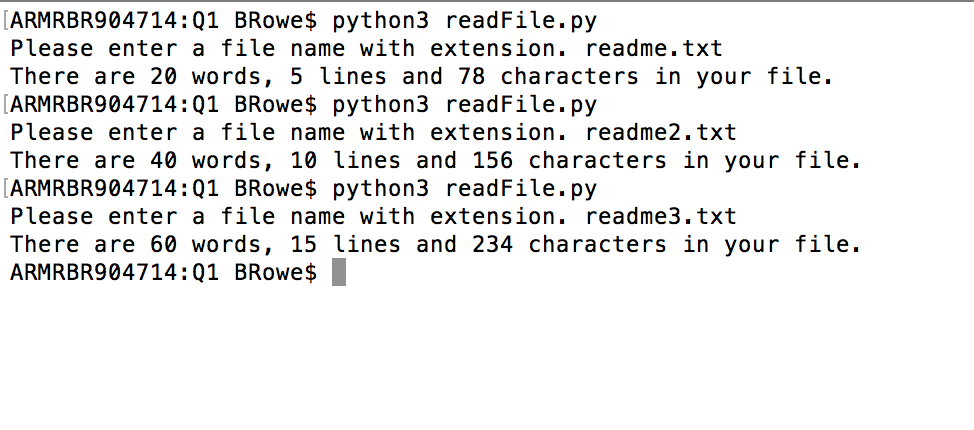 [ARMRBR904714:Q1 BRowe$ python3 readFile.py
Please enter a file name with extension. readme.txt
There are 20 words, 5 lines and 78 characters in your file.
[ARMRBR904714:Q1 BRowe$ python3 readFile.py
Please enter a file name with extension. readme2.txt
There are 40 words, 10 lines and 156 characters in your file.
[ARMRBR904714:Q1 BRowe$ python3 readFile.py
Please enter a file name with extension. readme3.txt
There are 60 words, 15 lines and 234 characters in your file.
ARMRBR904714:Q1 BRowe$